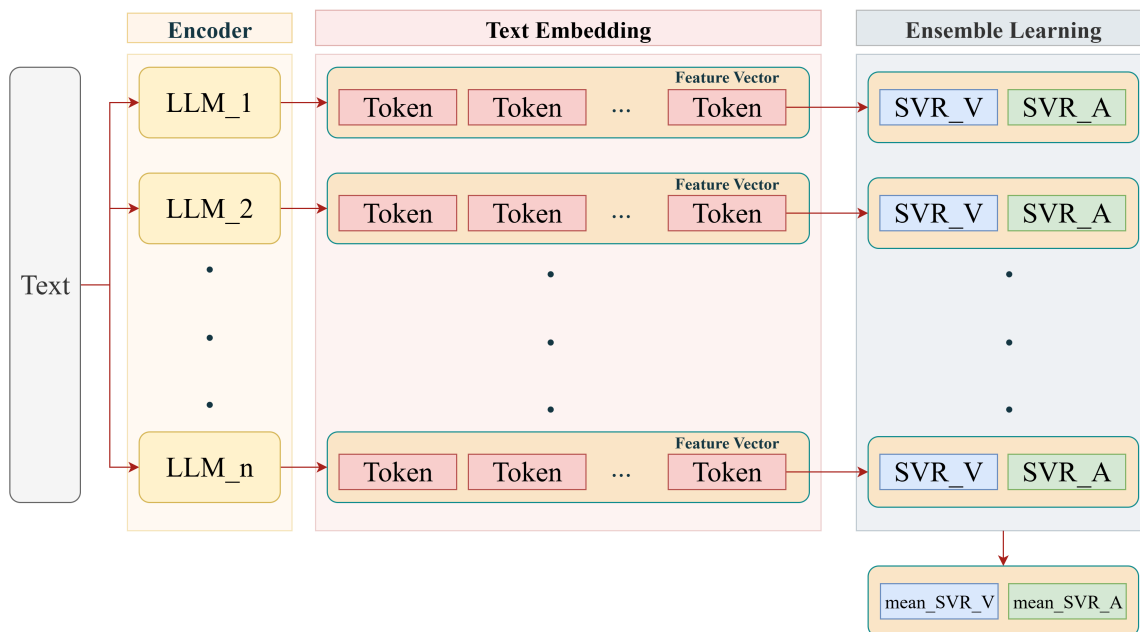 Encoder
Text Embedding
Ensemble Learning
Text
LLM_1
Feature Vector
Token Token ... Token
SVR_V SVR_A
LLM_2
Feature Vector
Token Token ... Token
SVR_V SVR_A
LLM_n
Feature Vector
Token Token ... Token
SVR_V SVR_A
mean_SVR_V mean_SVR_A